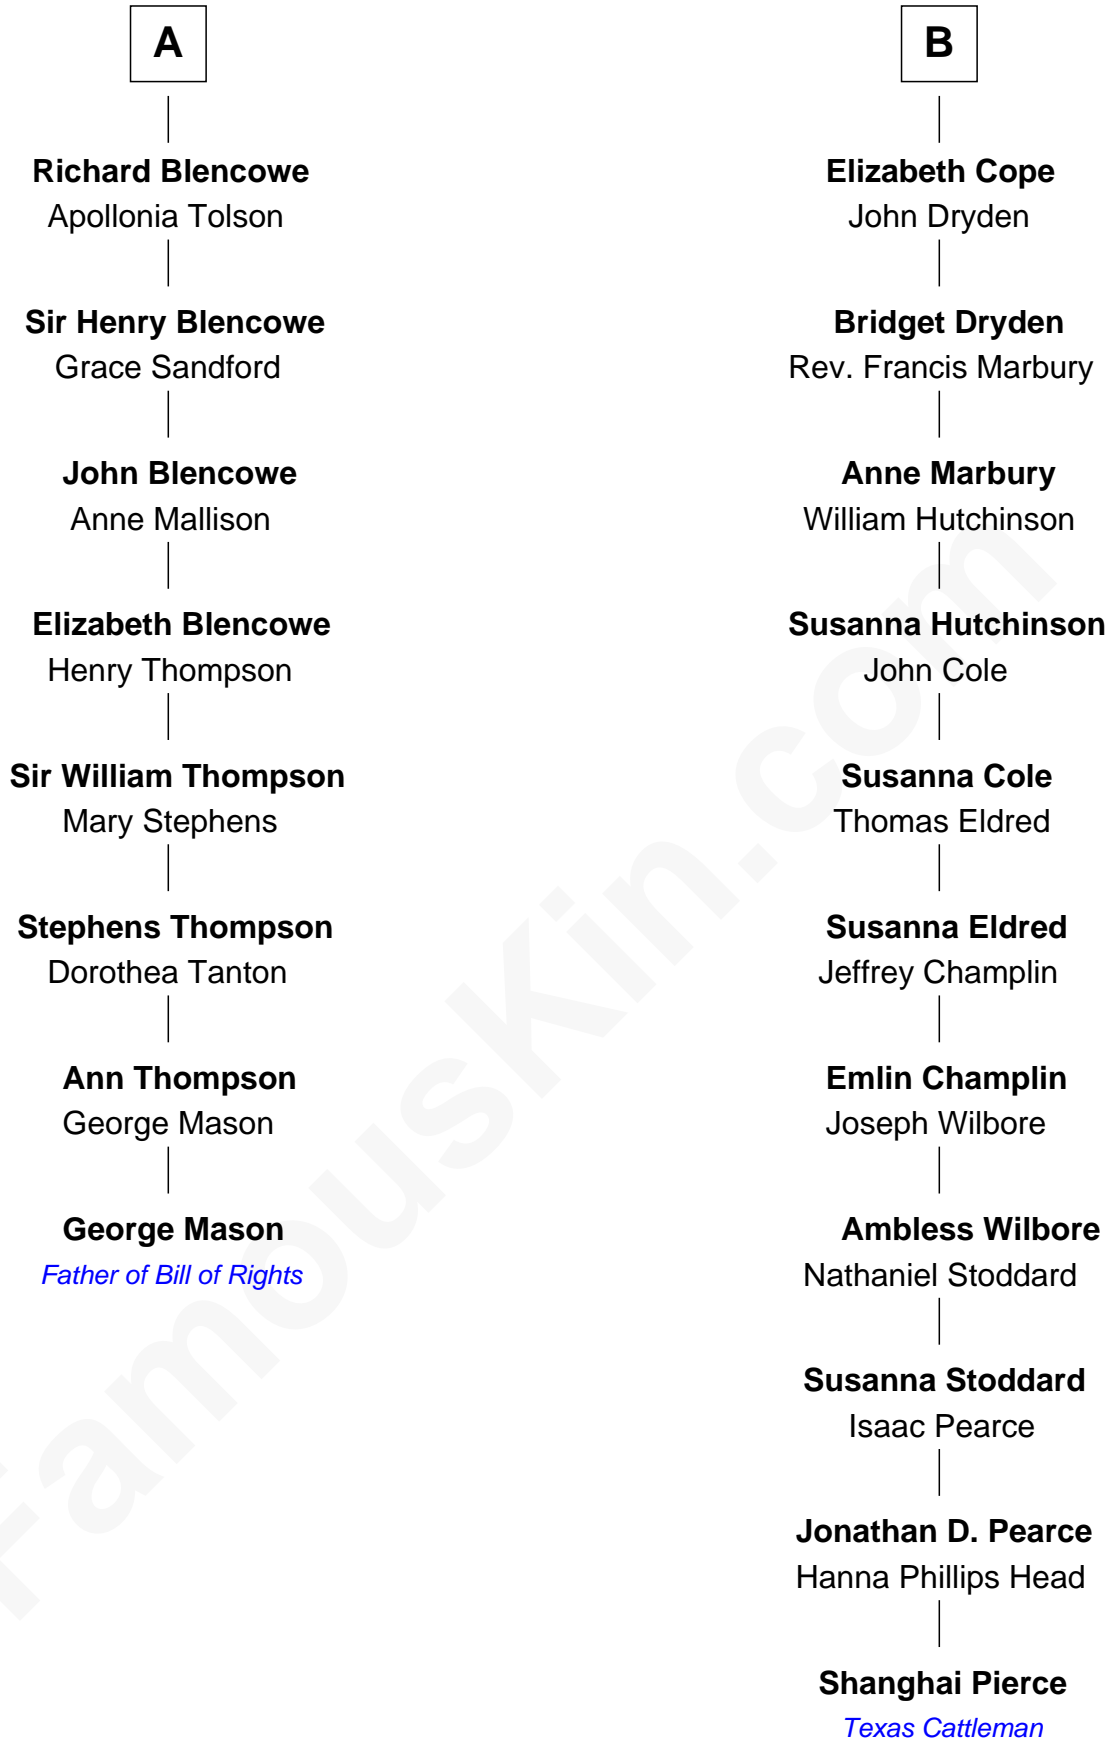 A
Richard Blencowe
Apollonia Tolson
Sir Henry Blencowe
Grace Sandford
John Blencowe
Anne Mallison
Elizabeth Blencowe
Henry Thompson
Sir William Thompson
Mary Stephens
Stephens Thompson
Dorothea Tanton
Ann Thompson
George Mason
George Mason
Father of Bill of Rights
B
Elizabeth Cope
John Dryden
Bridget Dryden
Rev. Francis Marbury
Anne Marbury
William Hutchinson
Susanna Hutchinson
John Cole
Susanna Cole
Thomas Eldred
Susanna Eldred
Jeffrey Champlin
Emlin Champlin
Joseph Wilbore
Ambless Wilbore
Nathaniel Stoddard
Susanna Stoddard
Isaac Pearce
Jonathan D. Pearce
Hanna Phillips Head
Shanghai Pierce
Texas Cattleman
FamousKin.com